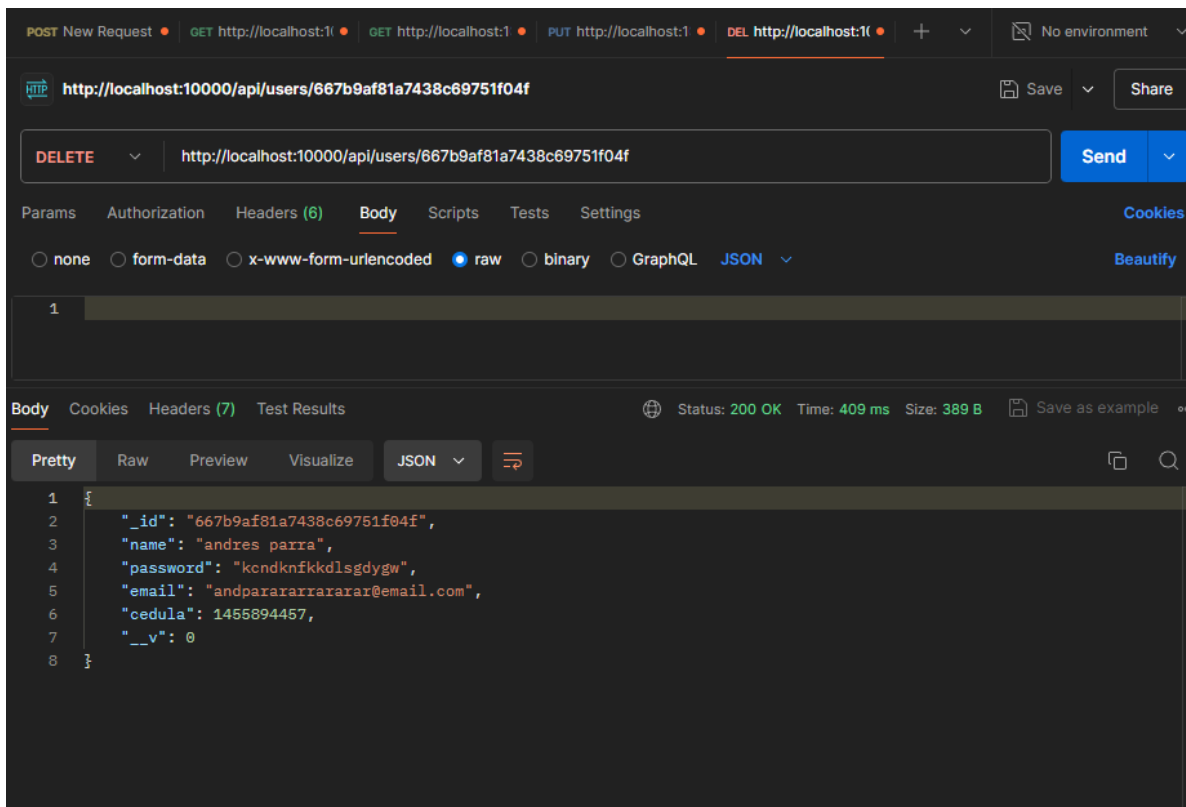 POST New Request GET http://localhost:1( GET http://localhost:1 PUT http://localhost:1 DEL http://localhost:1( No environment
HTTP http://localhost:10000/api/users/667b9af81a7438c69751f04f Save Share
DELETE http://localhost:10000/api/users/667b9af81a7438c69751f04f Send
Params Authorization Headers (6) Body Scripts Tests Settings Cookies
none form-data x-www-form-urlencoded raw binary GraphQL JSON Beautify
1
Body Cookies Headers (7) Test Results Status: 200 OK Time: 409 ms Size: 389 B Save as example
Pretty Raw Preview Visualize JSON
1 {
2 "_id": "667b9af81a7438c69751f04f",
3 "name": "andres parra",
4 "password": "kcndknfkkdlsgdygw",
5 "email": "andparararrararar@email.com",
6 "cedula": 1455894457,
7 "__v": 0
8 }